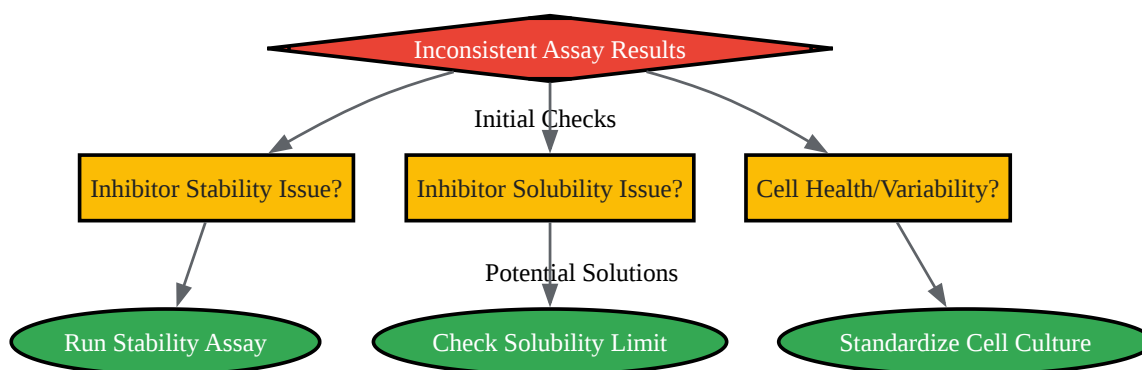 Inconsistent Assay Results
Initial Checks
Inhibitor Stability Issue?
Inhibitor Solubility Issue?
Cell Health/Variability?
Potential Solutions
Run Stability Assay
Check Solubility Limit
Standardize Cell Culture